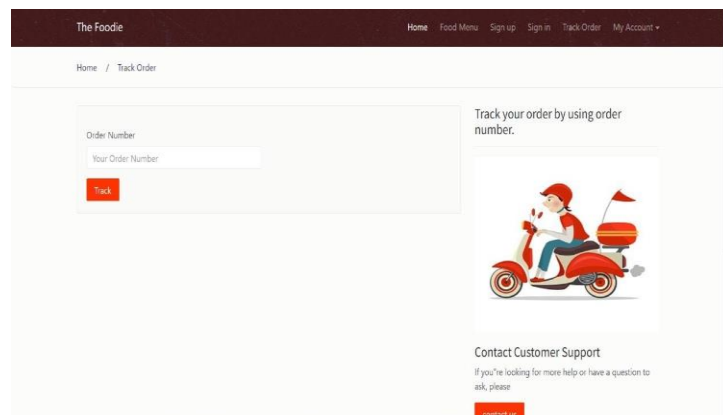 The Foodie
Home Food Menu Sign up Sign in Track Order My Account
Home / Track Order
Order Number
Your Order Number
Track
Track your order by using order
number.
Contact Customer Support
If you"re looking for more help or have a question to
ask, please
contact us